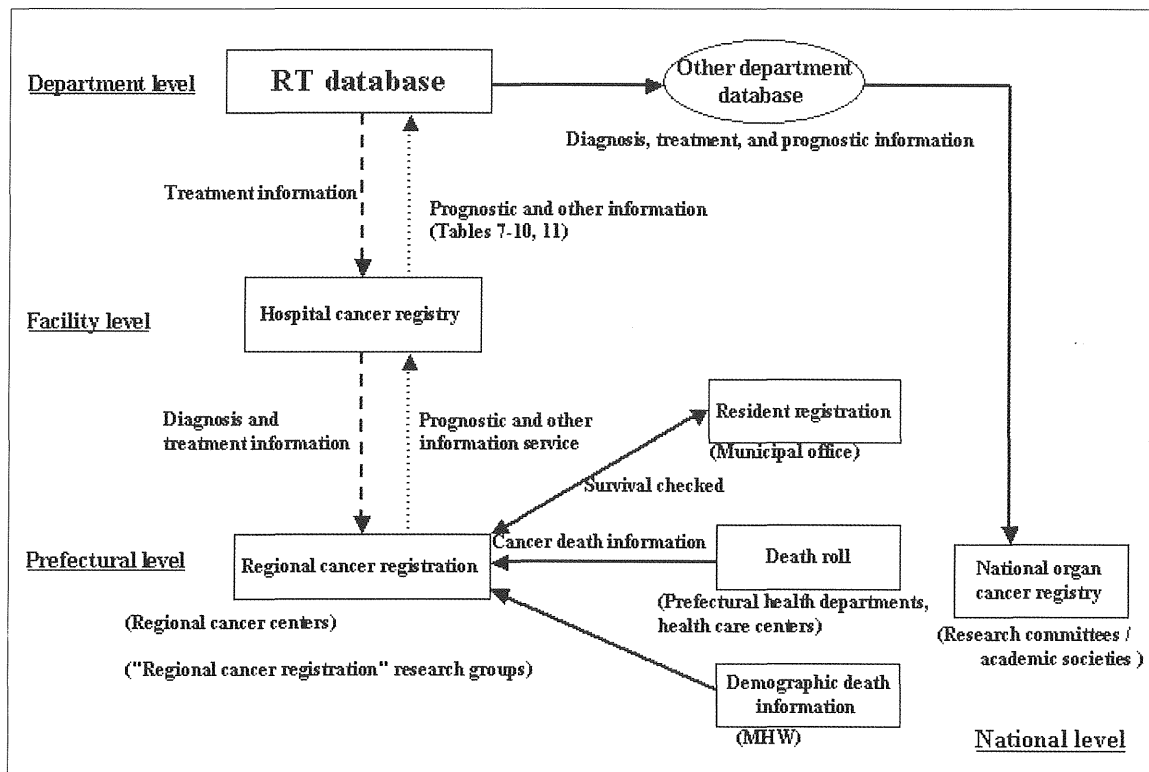 Department level
RT database
Other department
database
Diagnosis, treatment, and prognostic information
Treatment information
Prognostic and other information
(Tables 7-10, 11)
Facility level
Hospital cancer registry
Diagnosis and
treatment information
Prognostic and other
information service
Resident registration
(Municipal office)
Survival checked
Prefectural level
Regional cancer registration
Cancer death information
Death roll
(Prefectural health departments,
health care centers)
National organ
cancer registry
(Research committees /
academic societies )
(Regional cancer centers)
("Regional cancer registration" research groups)
Demographic death
information
(MHW)
National level